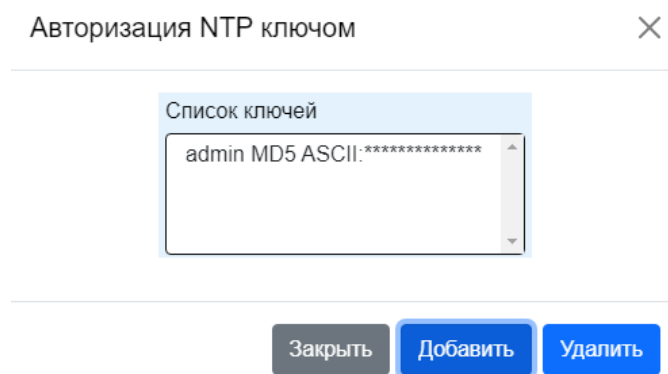 Авторизация NTP ключом
Список ключей
admin MD5 ASCII:**************
Закрыть Добавить Удалить